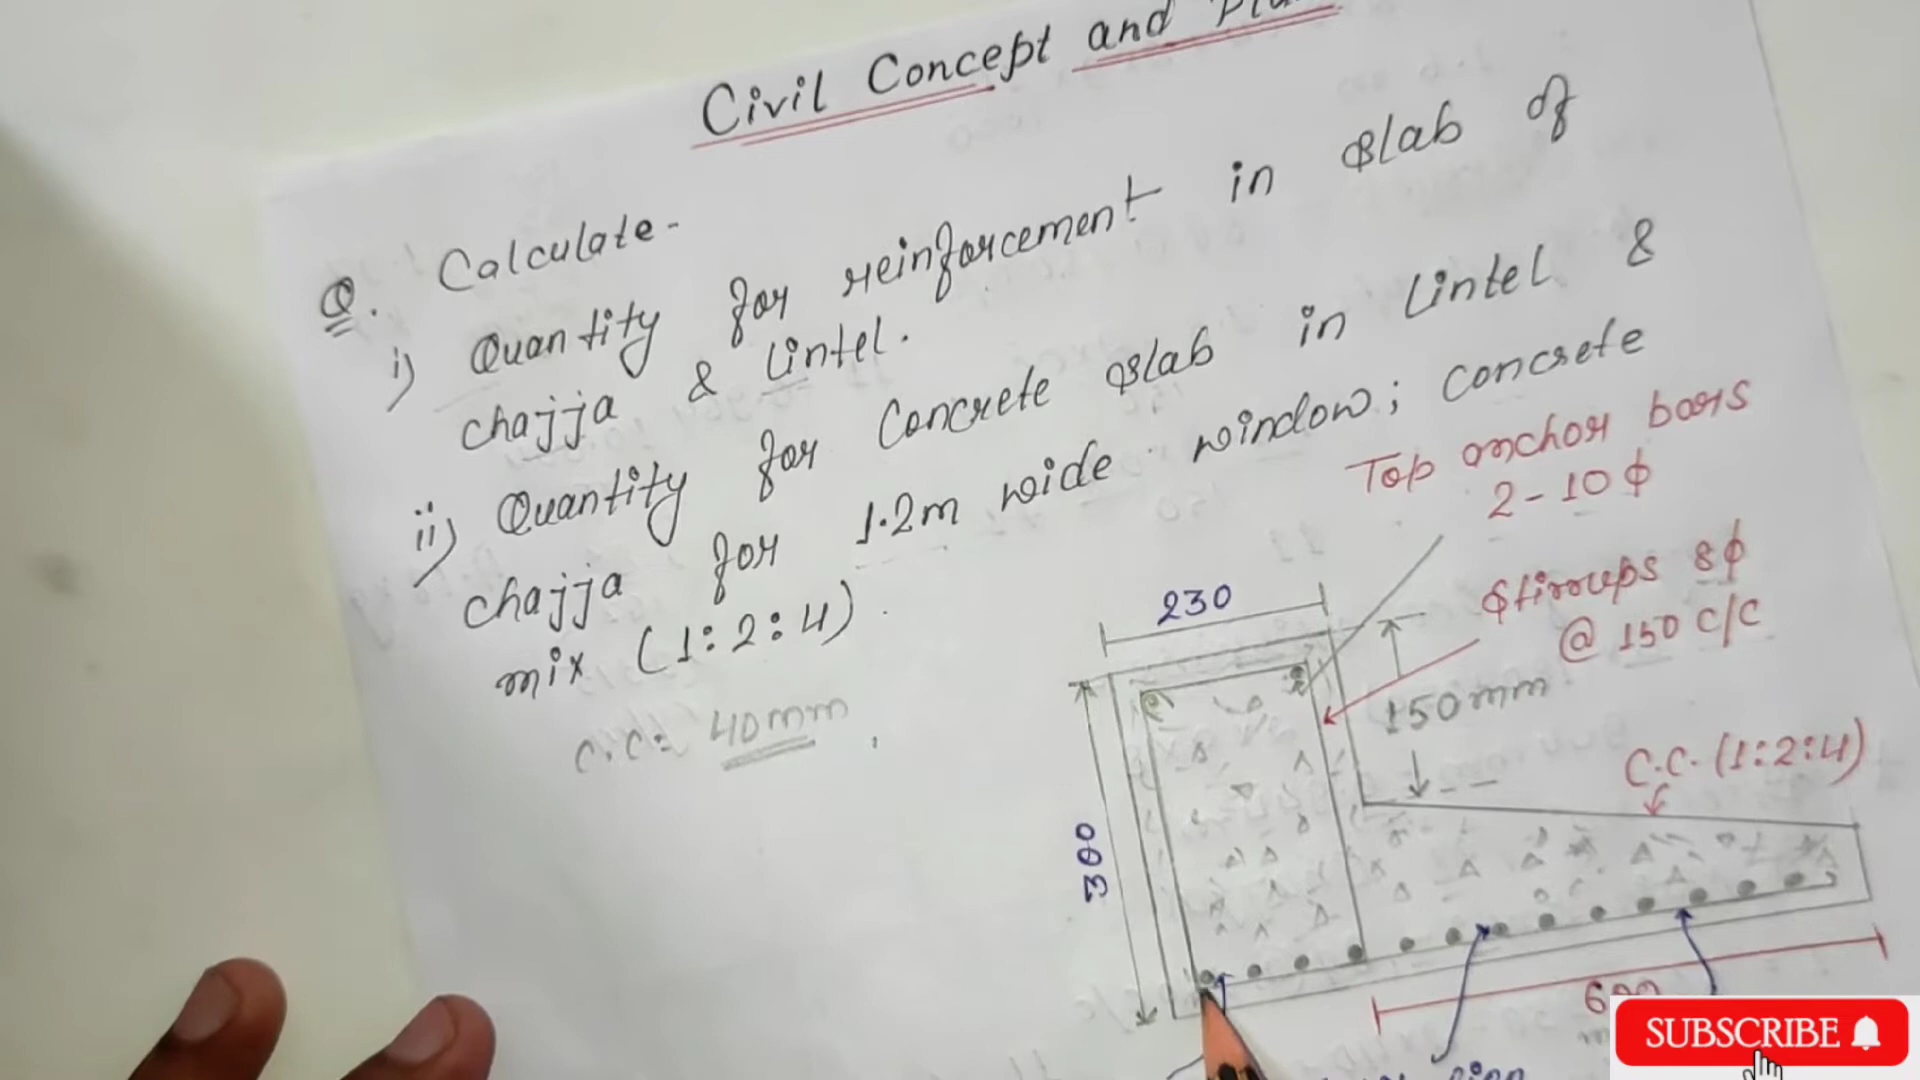 Civil Concept and
Q. Calculate-
i) Quantity for reinforcement in slab of
chajja & Lintel.
ii) Quantity for Concrete slab in Lintel &
chajja for 1.2m wide window; concrete
mix (1:2:4).
C.C= 40mm
Top anchor bars
2-10 ϕ
Stirrups 8ϕ
@ 150 C/C
230
150mm
C.C. (1:2:4)
300
600
SUBSCRIBE